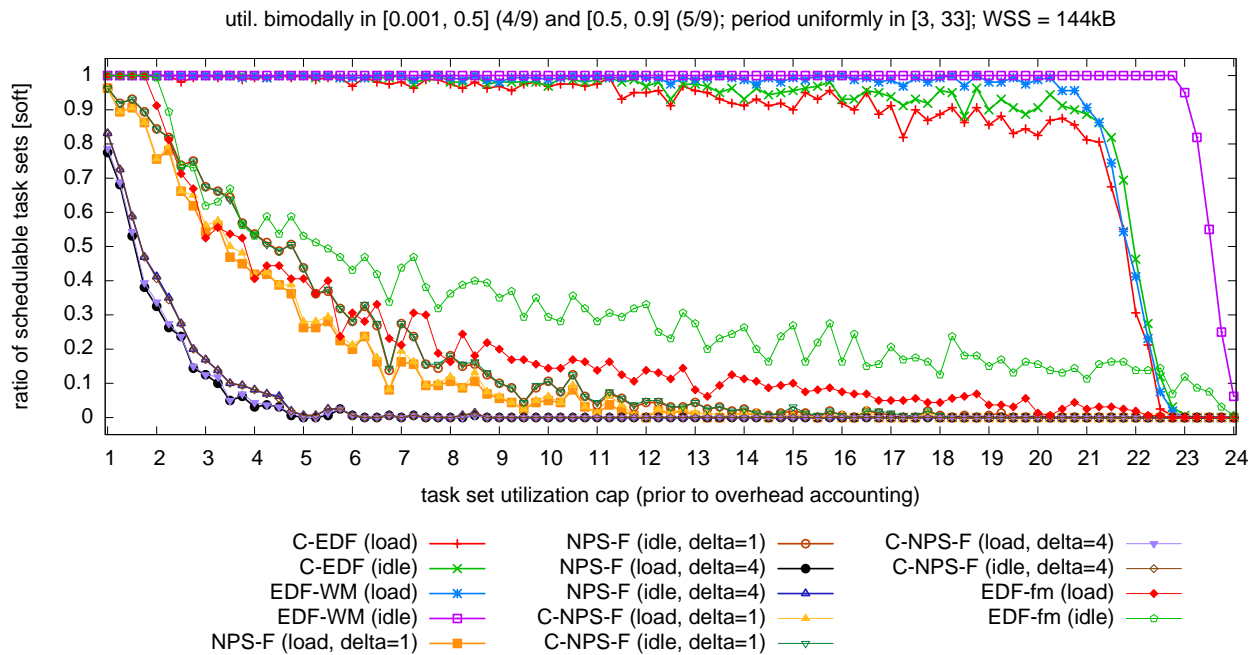 util. bimodally in [0.001, 0.5] (4/9) and [0.5, 0.9] (5/9); period uniformly in [3, 33]; WSS = 144kB
ratio of schedulable task sets [soft]
1
0.9
0.8
0.7
0.6
0.5
0.4
0.3
0.2
0.1
0
1 2 3 4 5 6 7 8 9 10 11 12 13 14 15 16 17 18 19 20 21 22 23 24
task set utilization cap (prior to overhead accounting)
C-EDF (load)
C-EDF (idle)
EDF-WM (load)
EDF-WM (idle)
NPS-F (load, delta=1)
NPS-F (idle, delta=1)
NPS-F (load, delta=4)
NPS-F (idle, delta=4)
C-NPS-F (load, delta=1)
C-NPS-F (idle, delta=1)
C-NPS-F (load, delta=4)
C-NPS-F (idle, delta=4)
EDF-fm (load)
EDF-fm (idle)